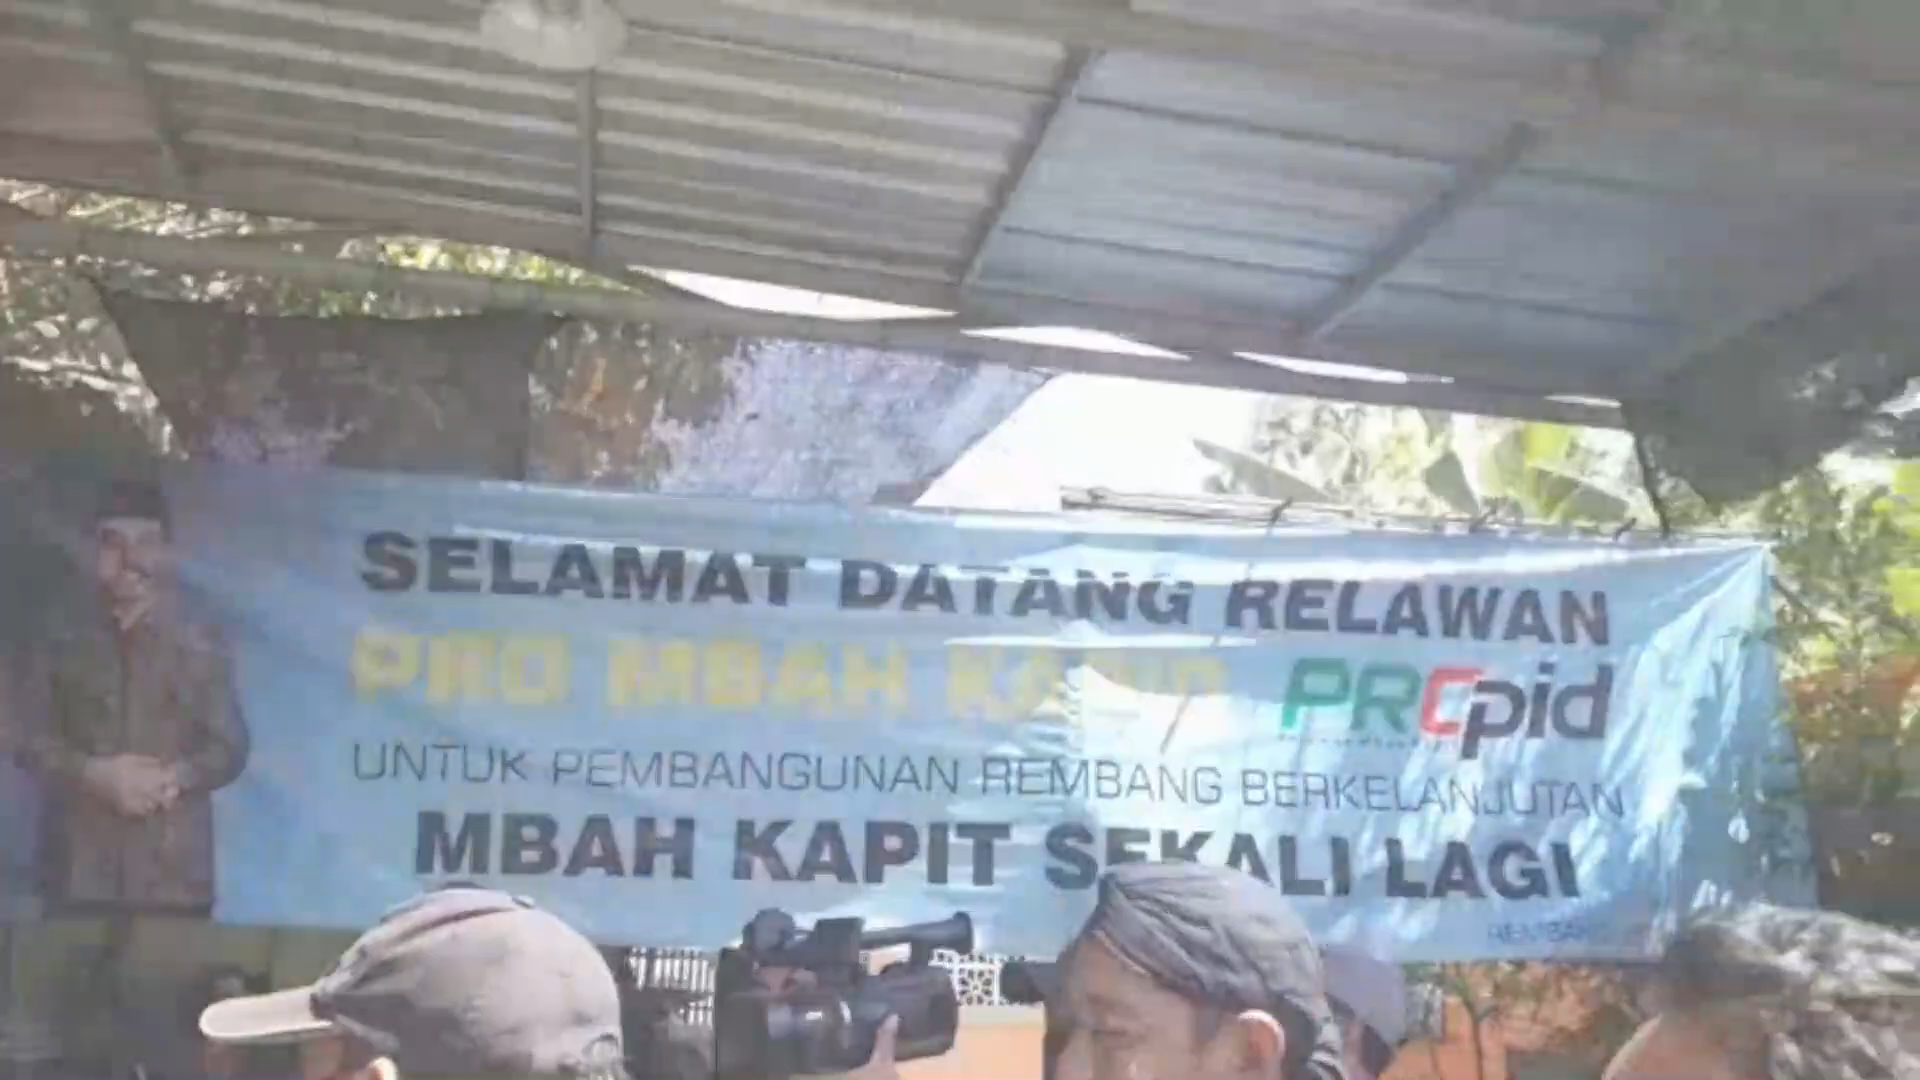 SELAMAT DATANG RELAWAN
PRO MBAH PROpid
UNTUK PEMBANGUNAN REMBANG BERKELANJUTAN
MBAH KAPIT SEKALI LAGI